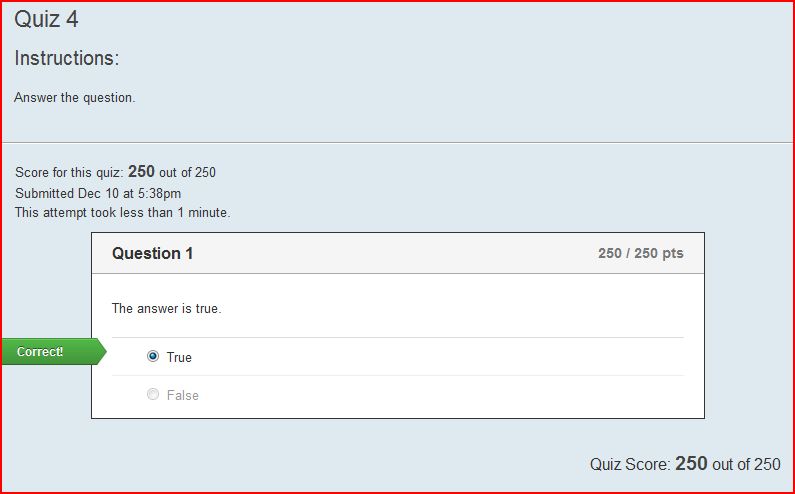 Quiz 4
Instructions:
Answer the question.
Score for this quiz: 250 out of 250
Submitted Dec 10 at 5:38pm
This attempt took less than 1 minute.
Question 1 250 / 250 pts
The answer is true.
Correct! True
False
Quiz Score: 250 out of 250